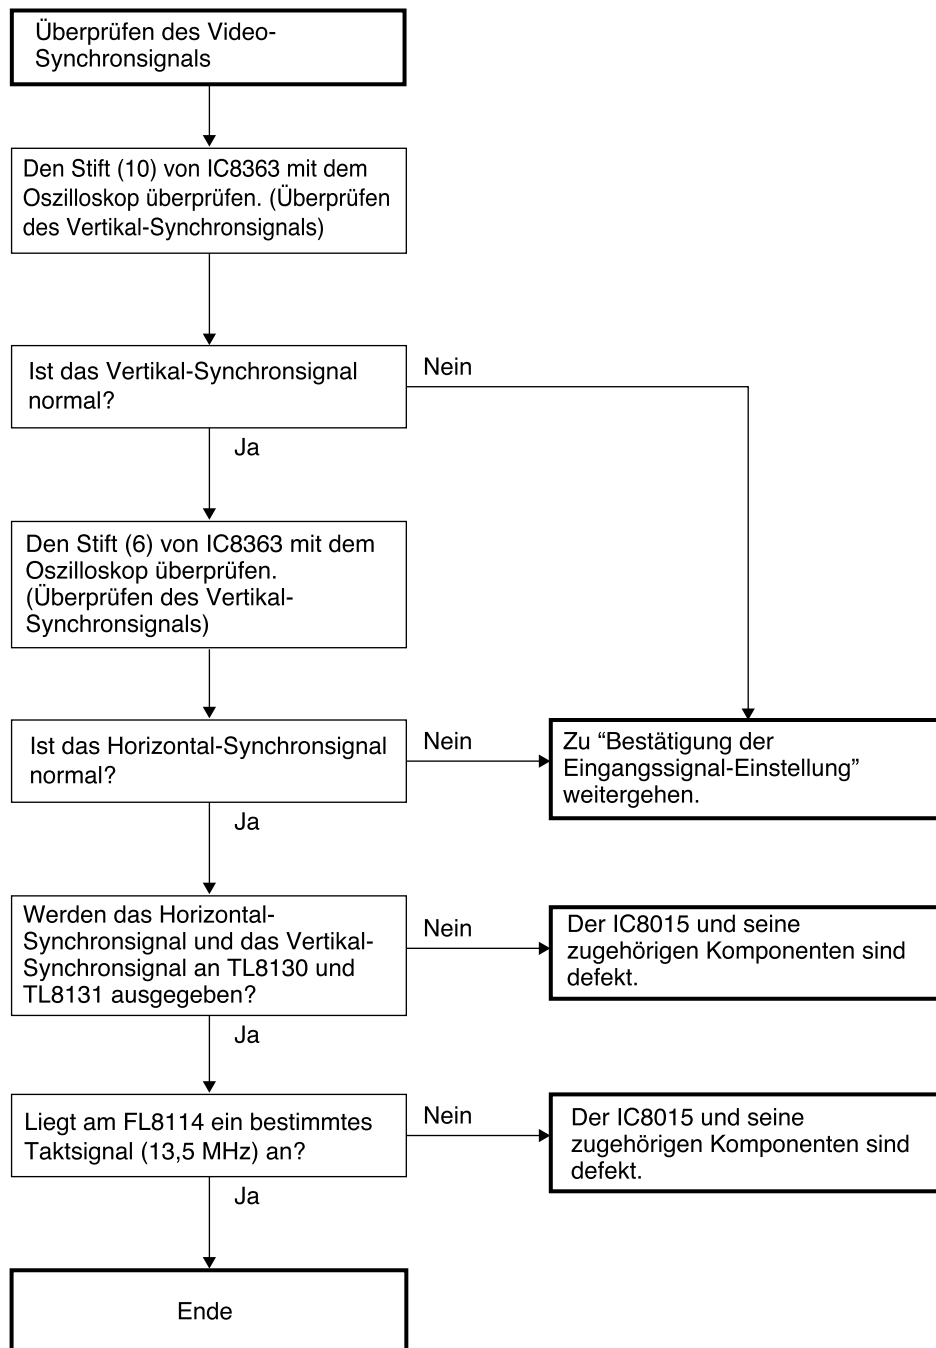 Überprüfen des Video-
Synchronsignals
Den Stift (10) von IC8363 mit dem
Oszilloskop überprüfen. (Überprüfen
des Vertikal-Synchronsignals)
Ist das Vertikal-Synchronsignal
normal?
Nein
Ja
Den Stift (6) von IC8363 mit dem
Oszilloskop überprüfen.
(Überprüfen des Vertikal-
Synchronsignals)
Ist das Horizontal-Synchronsignal
normal?
Nein
Zu “Bestätigung der
Eingangssignal-Einstellung”
weitergehen.
Ja
Werden das Horizontal-
Synchronsignal und das Vertikal-
Synchronsignal an TL8130 und
TL8131 ausgegeben?
Nein
Der IC8015 und seine
zugehörigen Komponenten sind
defekt.
Ja
Liegt am FL8114 ein bestimmtes
Taktsignal (13,5 MHz) an?
Nein
Der IC8015 und seine
zugehörigen Komponenten sind
defekt.
Ja
Ende